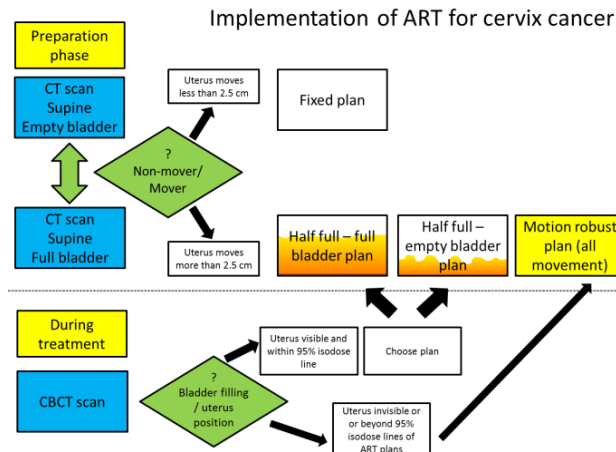 Implementation of ART for cervix cancer
Preparation
phase
CT scan
Supine
Empty bladder
Uterus moves
less than 2.5 cm
Fixed plan
?
Non-mover/
Mover
CT scan
Supine
Full bladder
Uterus moves
more than 2.5 cm
Half full – full
bladder plan
Half full –
empty bladder
plan
Motion robust
plan (all
movement)
During
treatment
CBCT scan
?
Bladder filling
/ uterus
position
Uterus visible and
within 95% isodose
line
Choose plan
Uterus invisible or
or beyond 95%
isodose lines of
ART plans